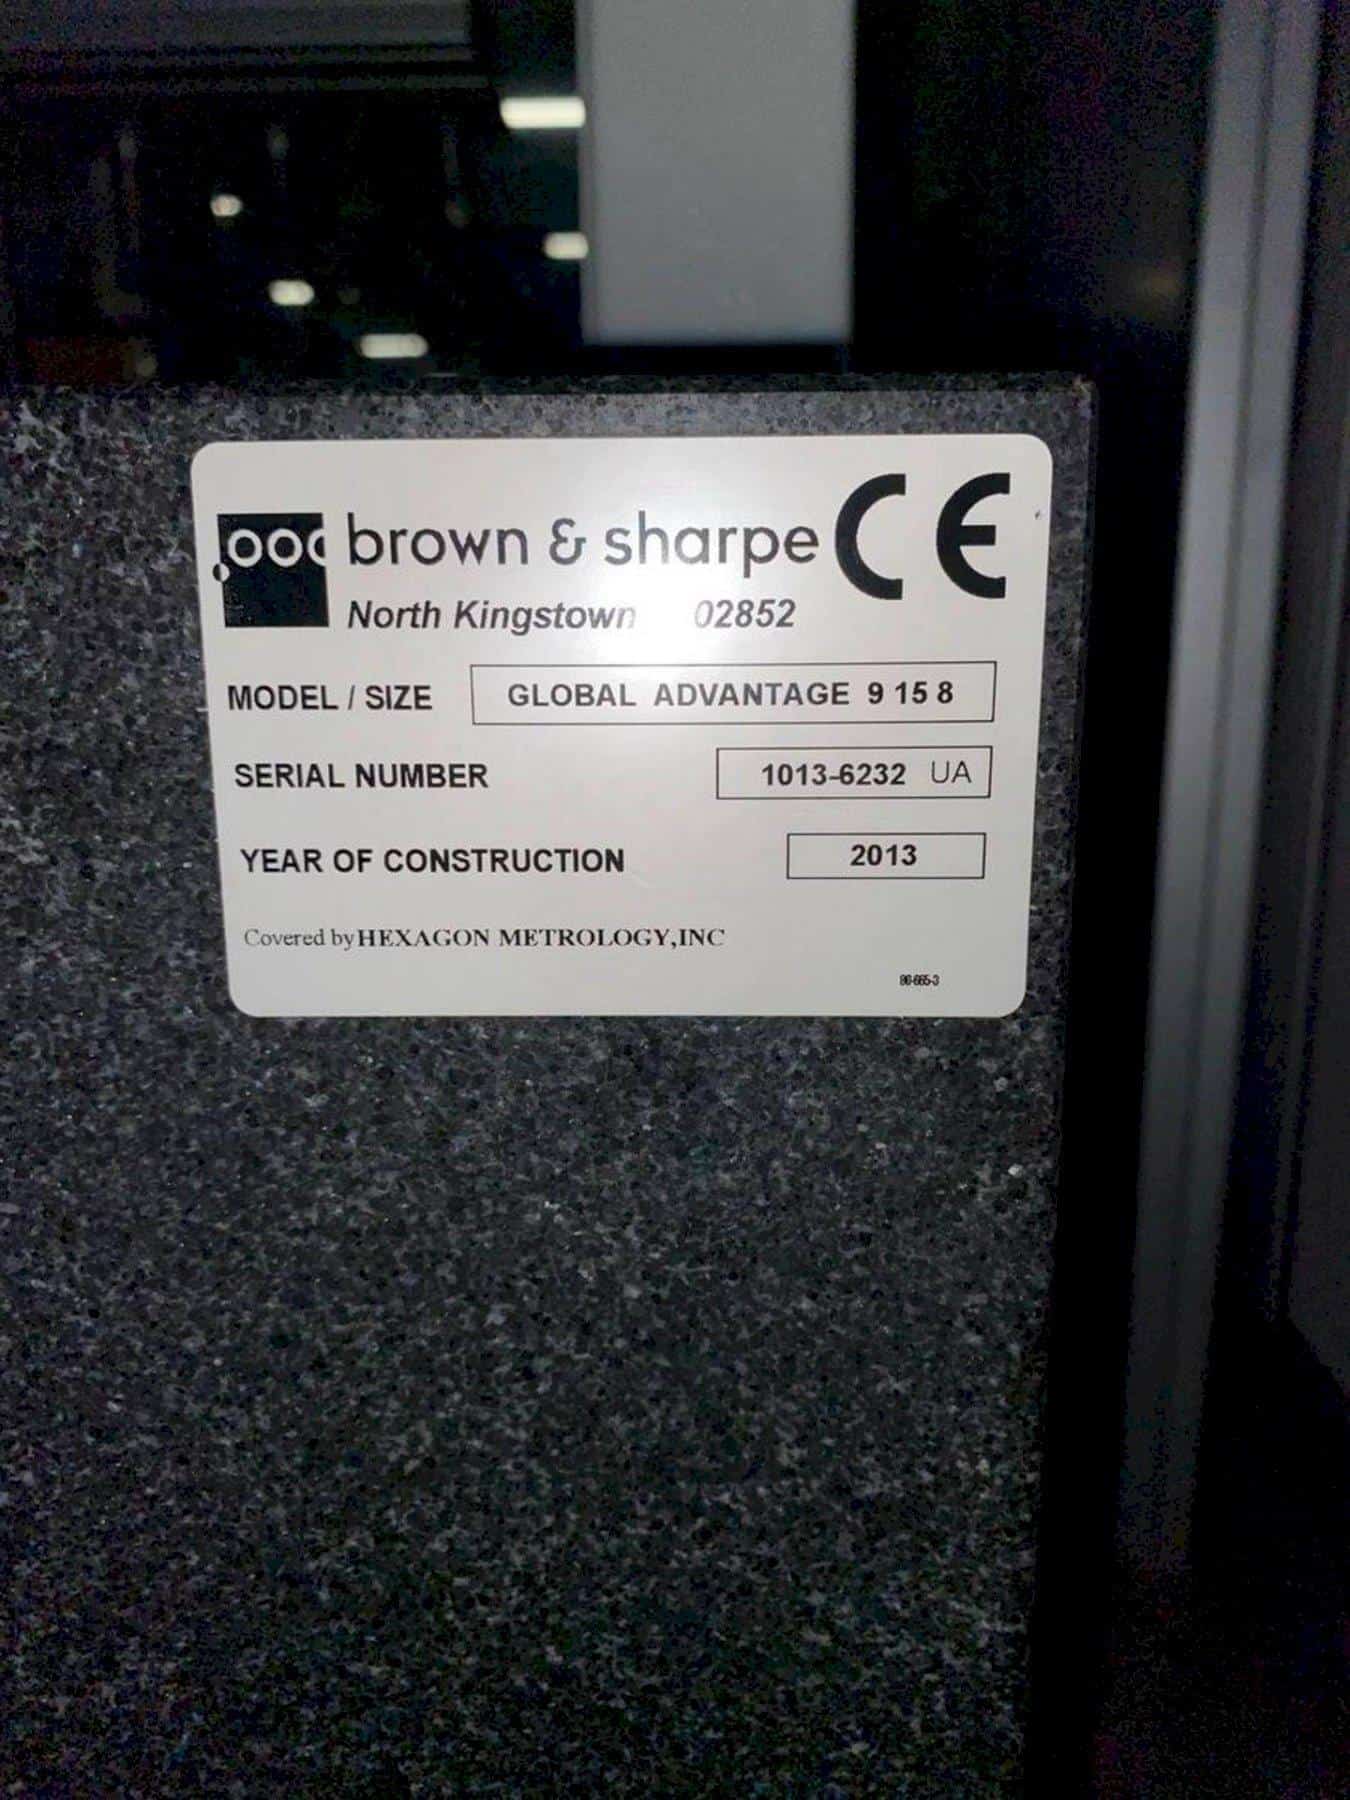 brown & sharpe CE
North Kingstown 02852
MODEL / SIZE GLOBAL ADVANTAGE 9 15 8
SERIAL NUMBER 1013-6232 UA
YEAR OF CONSTRUCTION 2013
Covered by HEXAGON METROLOGY,INC